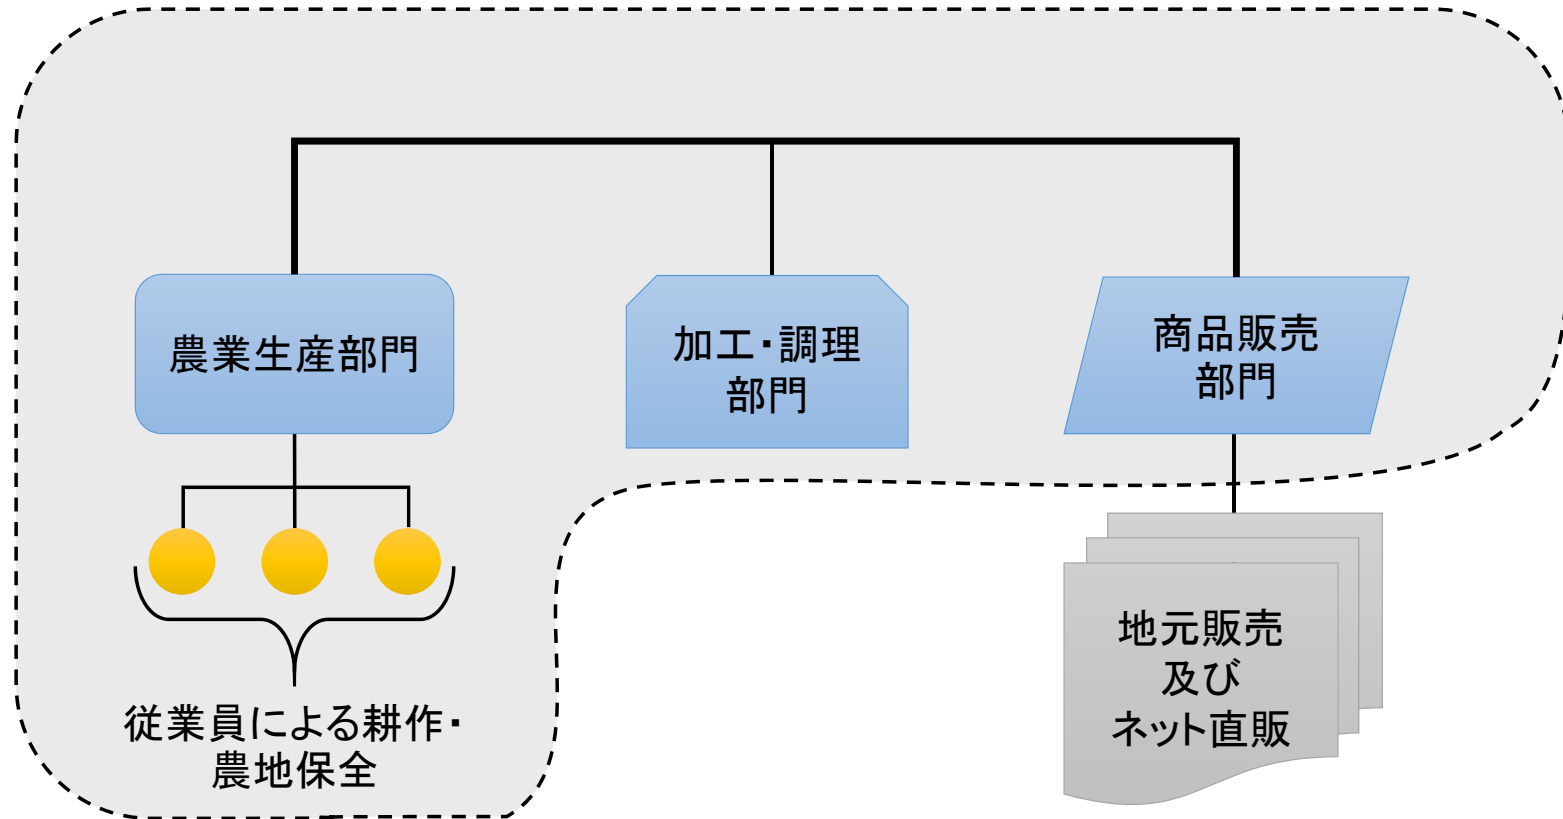 農業生産部門
加工・調理
部門
商品販売
部門
従業員による耕作・
農地保全
地元販売
及び
ネット直販